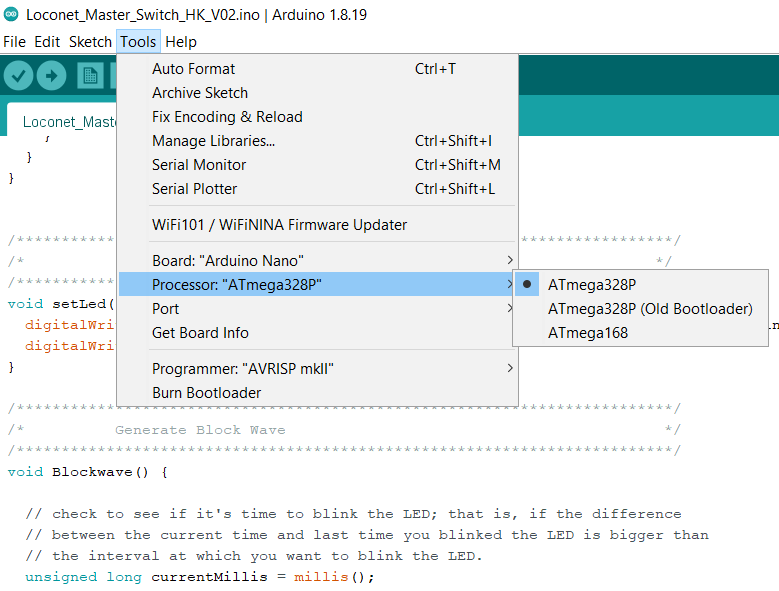 Loconet_Master_Switch_HK_V02.ino | Arduino 1.8.19
File Edit Sketch Tools Help
Auto Format Ctrl+T
Archive Sketch
Fix Encoding & Reload
Loconet_Mast
Manage Libraries... Ctrl+Shift+I
}
Serial Monitor Ctrl+Shift+M
}
Serial Plotter Ctrl+Shift+L
}
WiFi101 / WiFiNINA Firmware Updater
/************ ******************/
/* */
Board: "Arduino Nano"
/************
Processor: "ATmega328P"
ATmega328P
void setLed(
Port
ATmega328P (Old Bootloader)
digitalWri
Get Board Info
ATmega168
digitalWri
}
Programmer: "AVRISP mkII"
Burn Bootloader
/**************************************************************************/
/* Generate Block Wave */
/**************************************************************************/
void Blockwave() {
// check to see if it's time to blink the LED; that is, if the difference
// between the current time and last time you blinked the LED is bigger than
// the interval at which you want to blink the LED.
unsigned long currentMillis = millis();